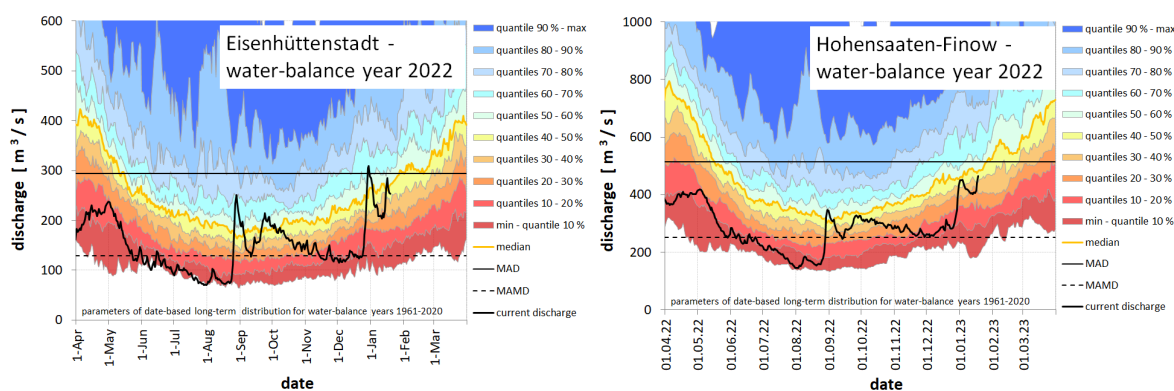 Eisenhüttenstadt -
water-balance year 2022
discharge [ m³ / s ]
600
500
400
300
200
100
0
parameters of date-based long-term distribution for water-balance years 1961-2020
1-Apr
1-May
1-Jun
1-Jul
1-Aug
1-Sep
1-Oct
1-Nov
1-Dec
1-Jan
1-Feb
1-Mar
date
quantile 90 % - max
quantiles 80 - 90 %
quantiles 70 - 80 %
quantiles 60 - 70 %
quantiles 50 - 60 %
quantiles 40 - 50 %
quantiles 30 - 40 %
quantiles 20 - 30 %
quantiles 10 - 20 %
min - quantile 10 %
median
MAD
MAMD
current discharge
Hohensaaten-Finow -
water-balance year 2022
discharge [ m³ / s ]
1000
800
600
400
200
0
parameters of date-based long-term distribution for water-balance years 1961-2020
01.04.22
01.05.22
01.06.22
01.07.22
01.08.22
01.09.22
01.10.22
01.11.22
01.12.22
01.01.23
01.02.23
01.03.23
date
quantile 90 % - max
quantiles 80 - 90 %
quantiles 70 - 80 %
quantiles 60 - 70 %
quantiles 50 - 60 %
quantiles 40 - 50 %
quantiles 30 - 40 %
quantiles 20 - 30 %
quantiles 10 - 20 %
min - quantile 10 %
median
MAD
MAMD
current discharge